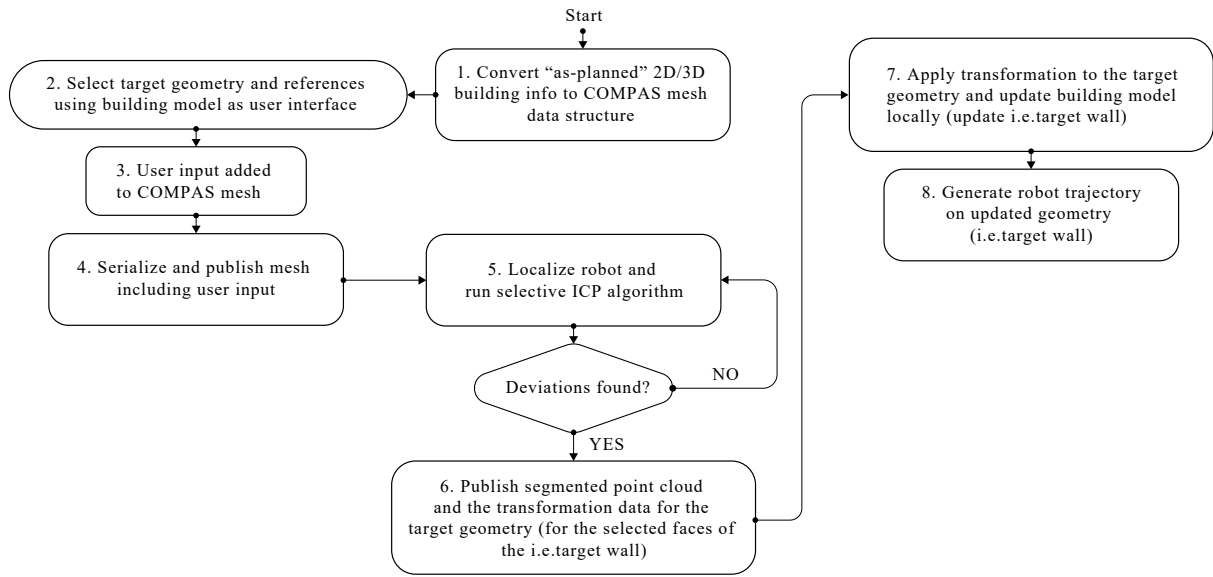 Start
1. Convert “as-planned” 2D/3D
building info to COMPAS mesh
data structure
2. Select target geometry and references
using building model as user interface
3. User input added
to COMPAS mesh
4. Serialize and publish mesh
including user input
5. Localize robot and
run selective ICP algorithm
Deviations found?
NO
YES
6. Publish segmented point cloud
and the transformation data for the
target geometry (for the selected faces of
the i.e.target wall)
7. Apply transformation to the target
geometry and update building model
locally (update i.e.target wall)
8. Generate robot trajectory
on updated geometry
(i.e.target wall)